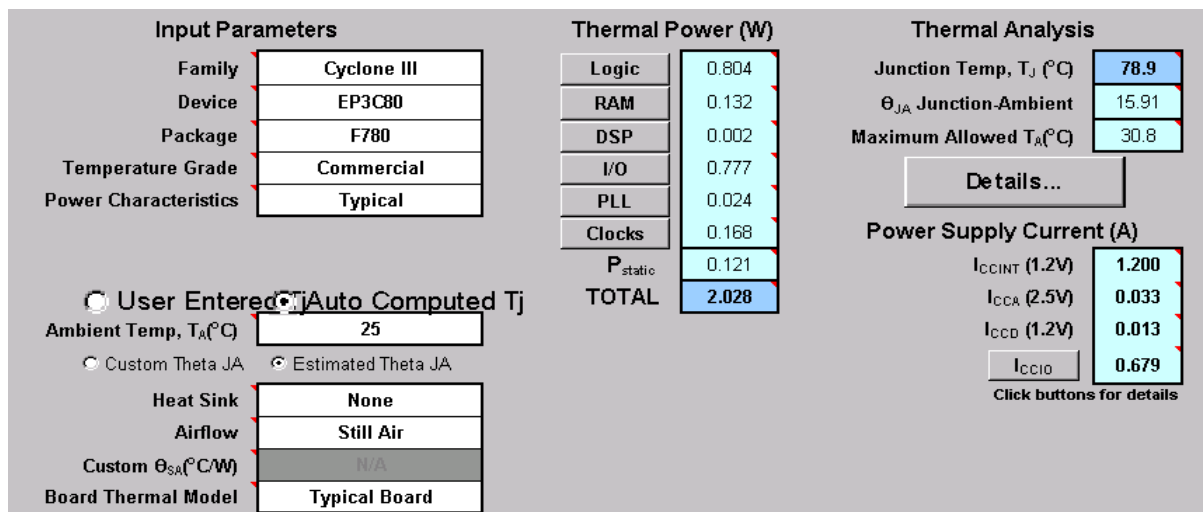 Input Parameters
Family Cyclone III
Device EP3C80
Package F780
Temperature Grade Commercial
Power Characteristics Typical
User Entered Tj Auto Computed Tj
Ambient Temp, TA(°C) 25
Custom Theta JA Estimated Theta JA
Heat Sink None
Airflow Still Air
Custom ΘSA(°C/W) N/A
Board Thermal Model Typical Board
Thermal Power (W)
Logic 0.804
RAM 0.132
DSP 0.002
I/O 0.777
PLL 0.024
Clocks 0.168
Pstatic 0.121
TOTAL 2.028
Thermal Analysis
Junction Temp, TJ (°C) 78.9
ΘJA Junction-Ambient 15.91
Maximum Allowed TA(°C) 30.8
Details...
Power Supply Current (A)
ICCINT (1.2V) 1.200
ICCA (2.5V) 0.033
ICCD (1.2V) 0.013
ICCIO 0.679
Click buttons for details